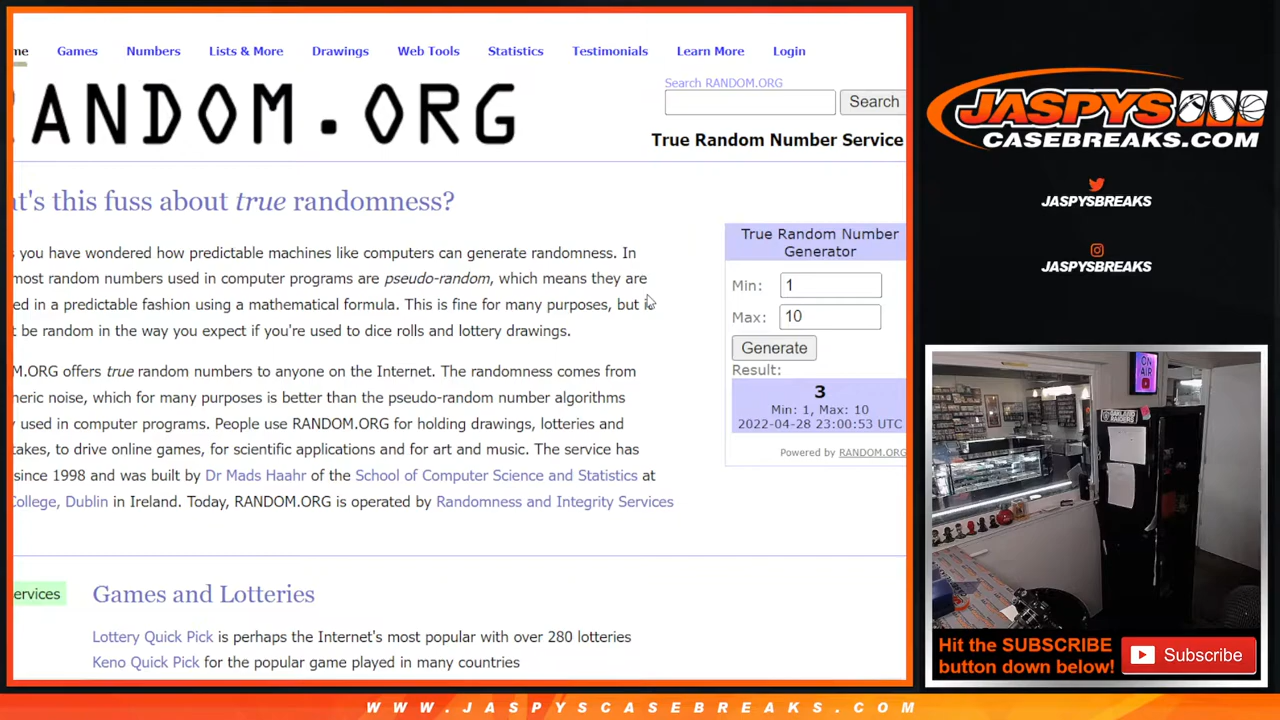 me Games Numbers Lists & More Drawings Web Tools Statistics Testimonials Learn More Login
RANDOM.ORG
Search RANDOM.ORG
Search
True Random Number Service
at's this fuss about true randomness?
you have wondered how predictable machines like computers can generate randomness. In
most random numbers used in computer programs are pseudo-random, which means they are
ed in a predictable fashion using a mathematical formula. This is fine for many purposes, but i
t be random in the way you expect if you're used to dice rolls and lottery drawings.
M.ORG offers true random numbers to anyone on the Internet. The randomness comes from
heric noise, which for many purposes is better than the pseudo-random number algorithms
used in computer programs. People use RANDOM.ORG for holding drawings, lotteries and
takes, to drive online games, for scientific applications and for art and music. The service has
since 1998 and was built by Dr Mads Haahr of the School of Computer Science and Statistics at
College, Dublin in Ireland. Today, RANDOM.ORG is operated by Randomness and Integrity Services
True Random Number
Generator
Min: 1
Max: 10
Generate
Result:
3
Min: 1, Max: 10
2022-04-28 23:00:53 UTC
Powered by RANDOM.ORG
ervices
Games and Lotteries
Lottery Quick Pick is perhaps the Internet's most popular with over 280 lotteries
Keno Quick Pick for the popular game played in many countries
JASPYS
CASEBREAKS.COM
JASPYSBREAKS
JASPYSBREAKS
ON
AIR
Hit the SUBSCRIBE
button down below!
Subscribe
WWW.JASPYSCASEBREAKS.COM